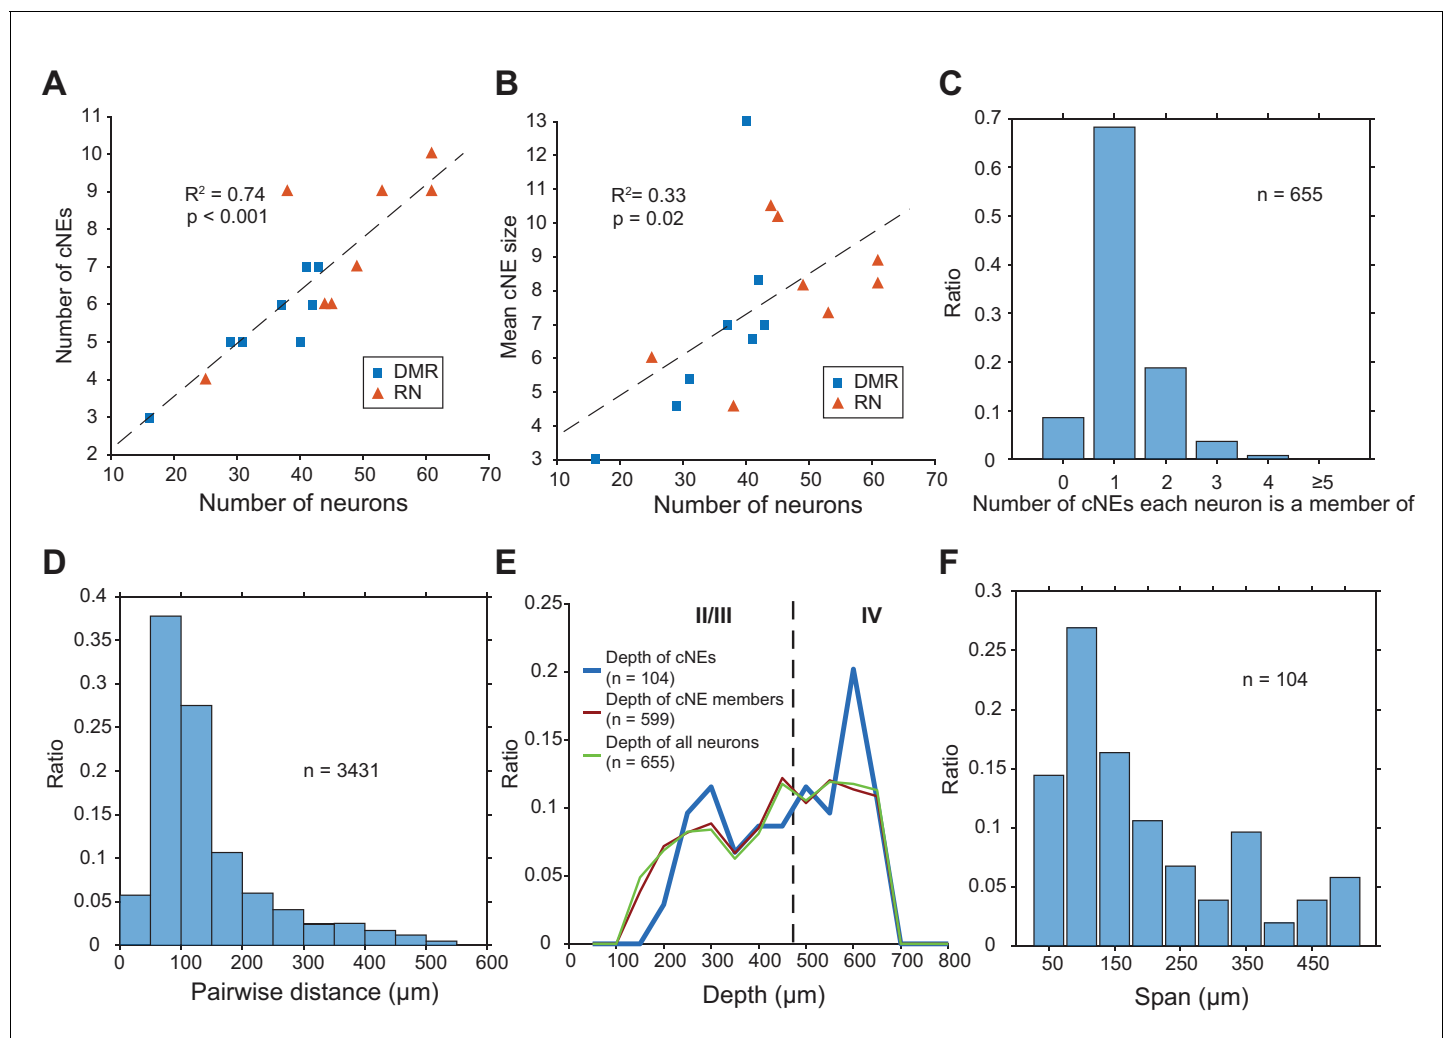 A
11
10
9
8
7
6
5
4
3
2
Number of cNEs
R² = 0.74
p < 0.001
DMR
RN
10 20 30 40 50 60 70
Number of neurons
B
13
12
11
10
9
8
7
6
5
4
3
Mean cNE size
R²= 0.33
p = 0.02
DMR
RN
10 20 30 40 50 60 70
Number of neurons
C
0.7
0.6
0.5
0.4
0.3
0.2
0.1
0
Ratio
n = 655
0 1 2 3 4 ≥5
Number of cNEs each neuron is a member of
D
0.4
0.35
0.3
0.25
0.2
0.15
0.1
0.05
0
Ratio
n = 3431
0 100 200 300 400 500 600
Pairwise distance (µm)
E
0.25
0.2
0.15
0.1
0.05
0
Ratio
II/III IV
Depth of cNEs
(n = 104)
Depth of cNE members
(n = 599)
Depth of all neurons
(n = 655)
0 100 200 300 400 500 600 700 800
Depth (µm)
F
0.3
0.25
0.2
0.15
0.1
0.05
0
Ratio
n = 104
50 150 250 350 450
Span (µm)